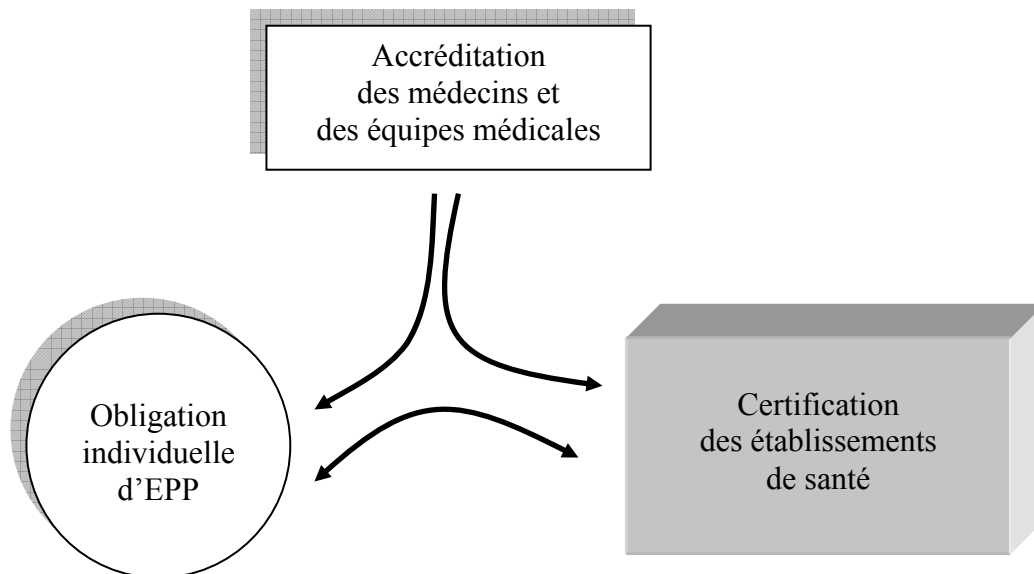 Accréditation
des médecins et
des équipes médicales
Obligation
individuelle
d’EPP
Certification
des établissements
de santé